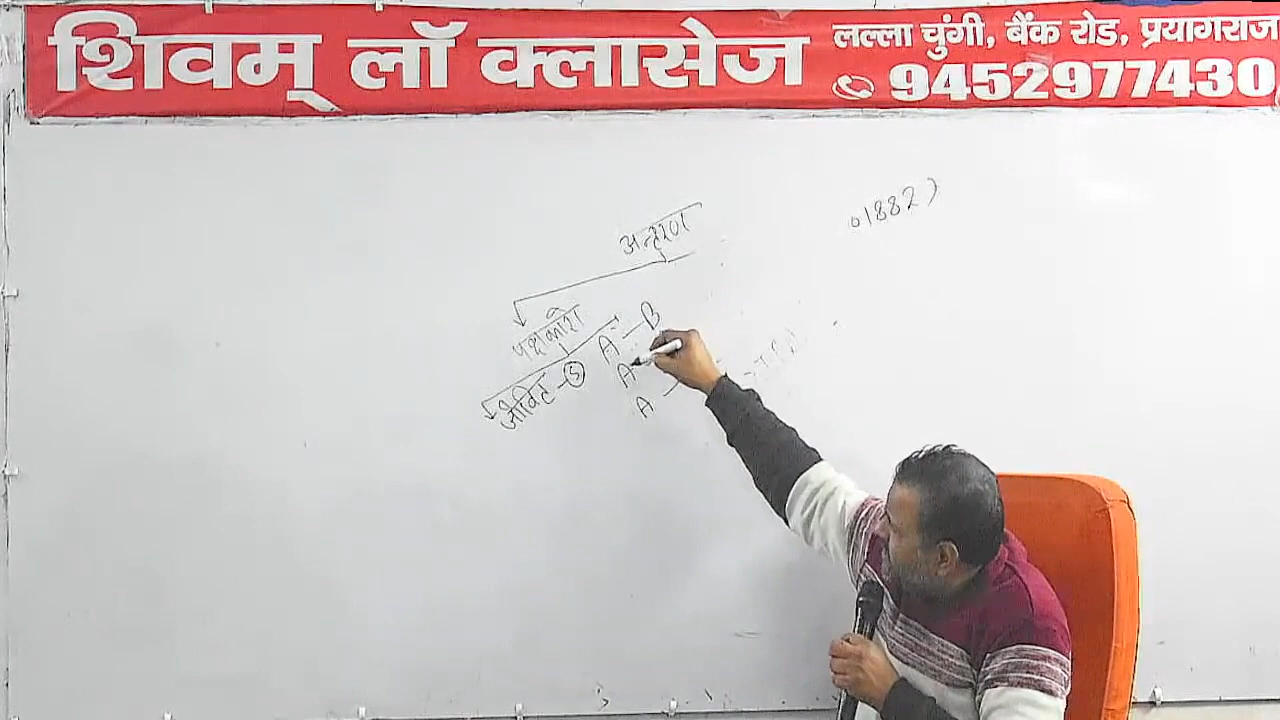 शिवम् लॉ क्लासेज
लल्ला चुंगी, बैंक रोड, प्रयागराज
9452977430
1882)
अन्तरण
पक्षकारों
जीवित - 5
A - B
A
A -